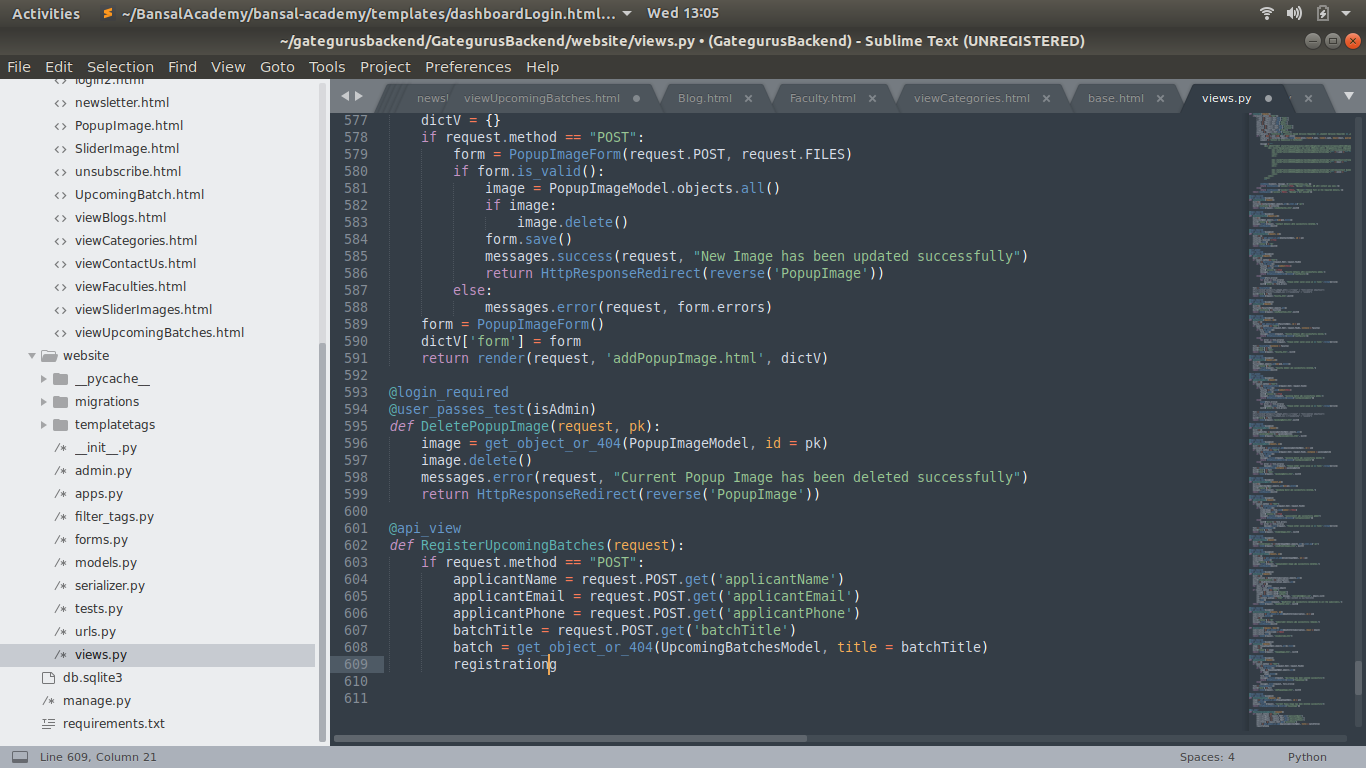 Activities
~/BansalAcademy/bansal-academy/templates/dashboardLogin.html...
Wed 13:05
~/gategurusbackend/GategurusBackend/website/views.py • (GategurusBackend) - Sublime Text (UNREGISTERED)
File Edit Selection Find View Goto Tools Project Preferences Help
login2.html
newsletter.html
PopupImage.html
SliderImage.html
unsubscribe.html
UpcomingBatch.html
viewBlogs.html
viewCategories.html
viewContactUs.html
viewFaculties.html
viewSliderImages.html
viewUpcomingBatches.html
website
__pycache__
migrations
templatetags
__init__.py
admin.py
apps.py
filter_tags.py
forms.py
models.py
serializer.py
tests.py
urls.py
views.py
db.sqlite3
manage.py
requirements.txt
newsl viewUpcomingBatches.html Blog.html Faculty.html viewCategories.html base.html views.py
577 dictV = {}
578 if request.method == "POST":
579 form = PopupImageForm(request.POST, request.FILES)
580 if form.is_valid():
581 image = PopupImageModel.objects.all()
582 if image:
583 image.delete()
584 form.save()
585 messages.success(request, "New Image has been updated successfully")
586 return HttpResponseRedirect(reverse('PopupImage'))
587 else:
588 messages.error(request, form.errors)
589 form = PopupImageForm()
590 dictV['form'] = form
591 return render(request, 'addPopupImage.html', dictV)
592
593 @login_required
594 @user_passes_test(isAdmin)
595 def DeletePopupImage(request, pk):
596 image = get_object_or_404(PopupImageModel, id = pk)
597 image.delete()
598 messages.error(request, "Current Popup Image has been deleted successfully")
599 return HttpResponseRedirect(reverse('PopupImage'))
600
601 @api_view
602 def RegisterUpcomingBatches(request):
603 if request.method == "POST":
604 applicantName = request.POST.get('applicantName')
605 applicantEmail = request.POST.get('applicantEmail')
606 applicantPhone = request.POST.get('applicantPhone')
607 batchTitle = request.POST.get('batchTitle')
608 batch = get_object_or_404(UpcomingBatchesModel, title = batchTitle)
609 registrationg
610
611
Line 609, Column 21
Spaces: 4
Python